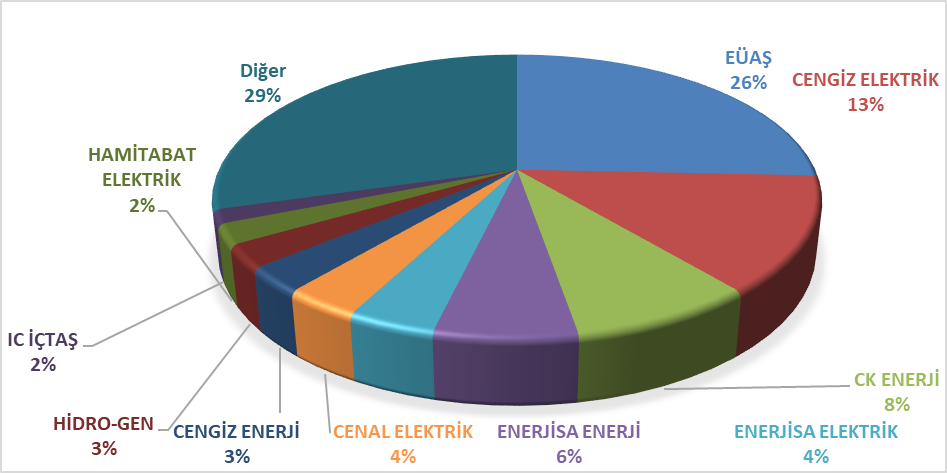 EÜAŞ
26%
CENGİZ ELEKTRİK
13%
CK ENERJİ
8%
ENERJİSA ELEKTRİK
4%
ENERJİSA ENERJİ
6%
CENAL ELEKTRİK
4%
CENGİZ ENERJİ
3%
HİDRO-GEN
3%
IC İÇTAŞ
2%
HAMİTABAT
ELEKTRİK
2%
Diğer
29%